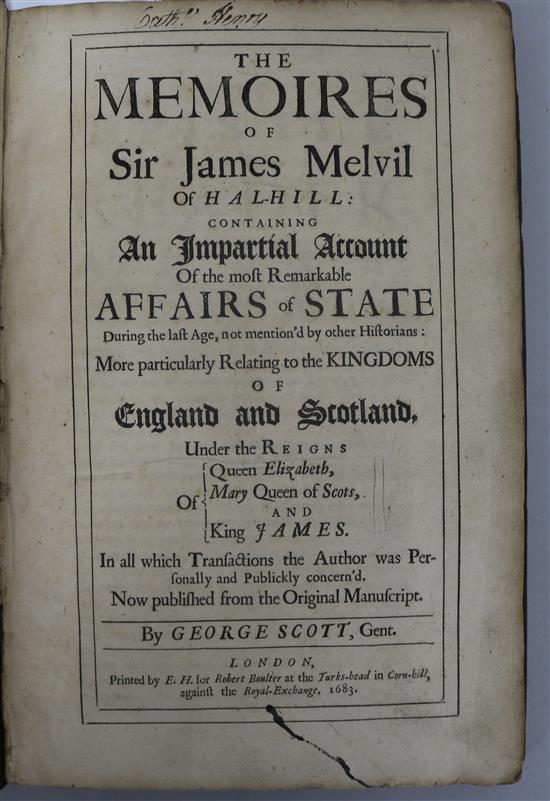 Cath:n Henry
THE
MEMOIRES
OF
Sir James Melvil
Of HAL-HILL:
CONTAINING
An Impartial Account
Of the moſt Remarkable
AFFAIRS of STATE
During the laſt Age, not mention'd by other Hiſtorians:
More particularly Relating to the KINGDOMS
OF
England and Scotland,
Under the REIGNS
Queen Elizabeth,
Mary Queen of Scots,
Of
AND
King JAMES.
In all which Tranſactions the Author was Per-
ſonally and Publickly concern'd.
Now publiſhed from the Original Manuſcript.
By GEORGE SCOTT, Gent.
LONDON,
Printed by E. H. for Robert Boulter at the Turks-head in Corn-hill,
againſt the Royal-Exchange, 1683.